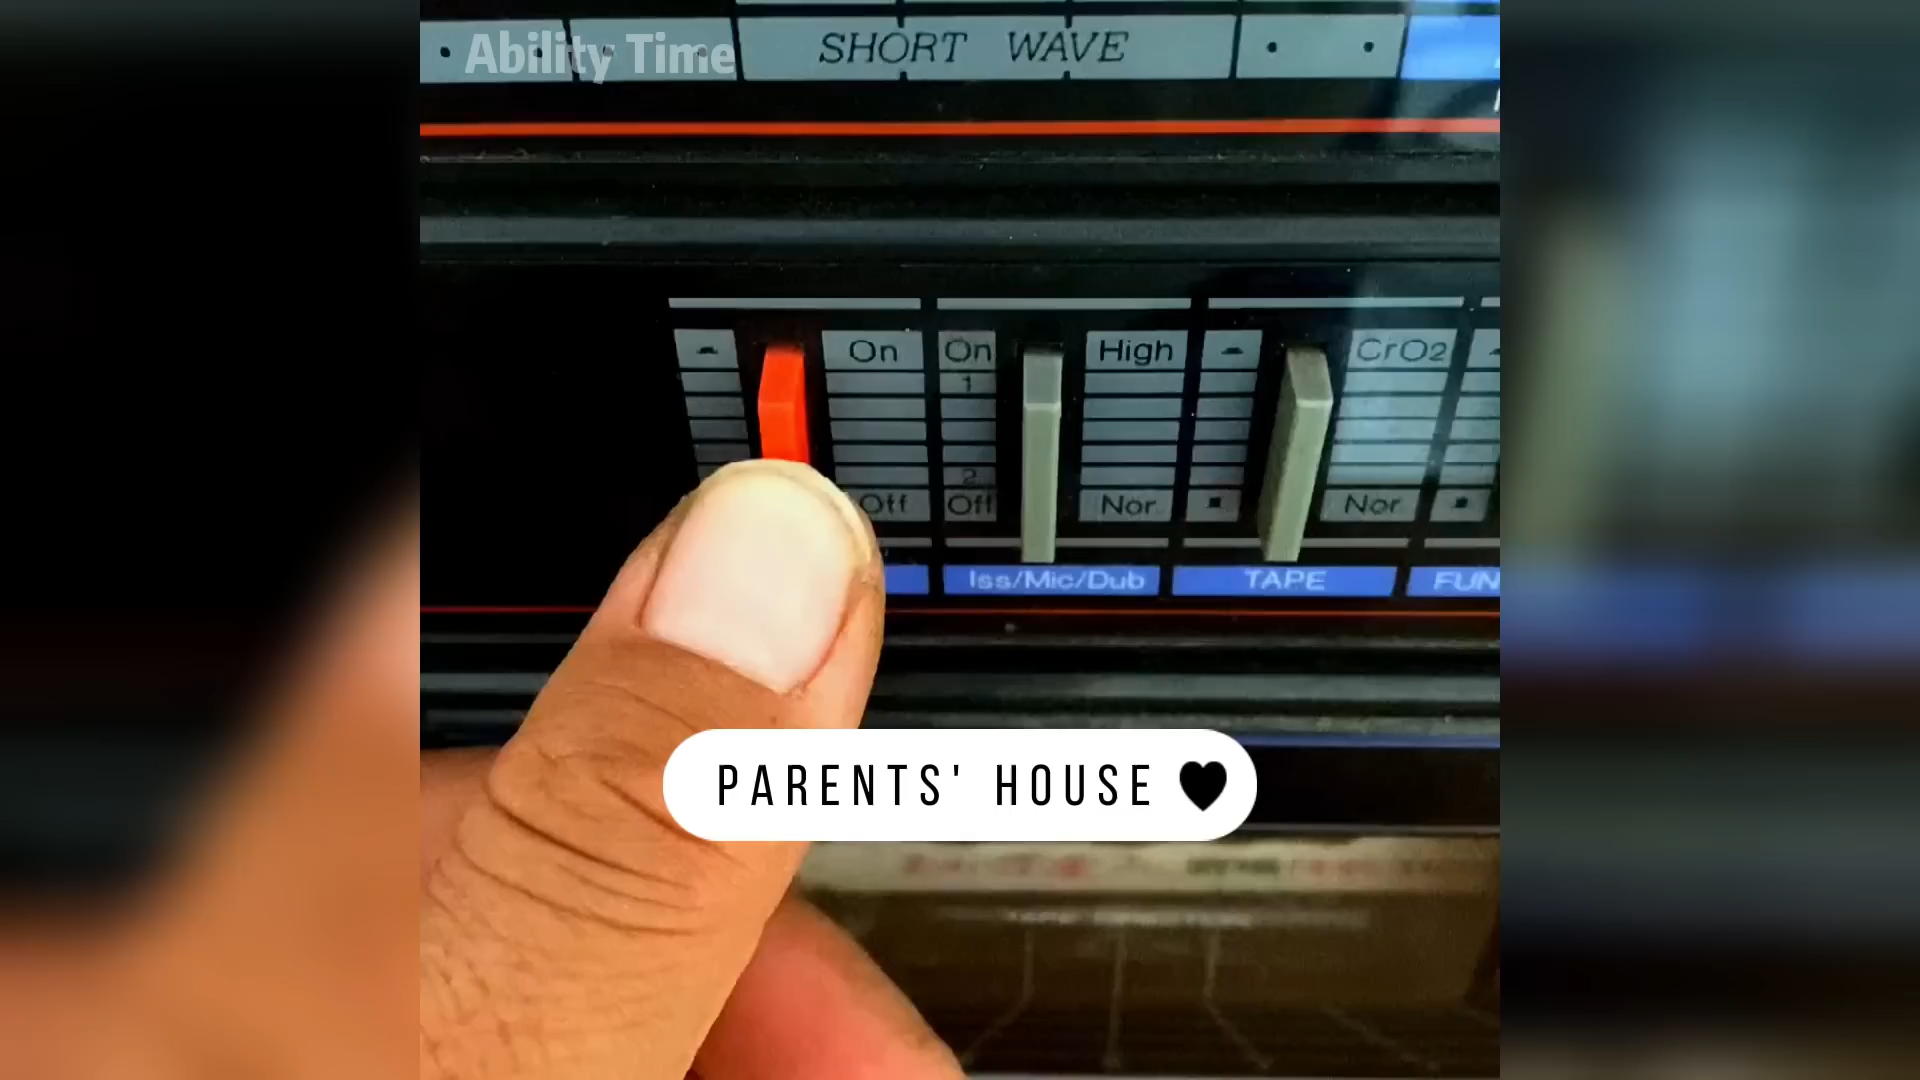 Ability Time
SHORT WAVE
On On High CrO2
1
2
Off Off Nor. Nor
Iss/Mic/Dub TAPE FUN
PARENTS' HOUSE 🖤